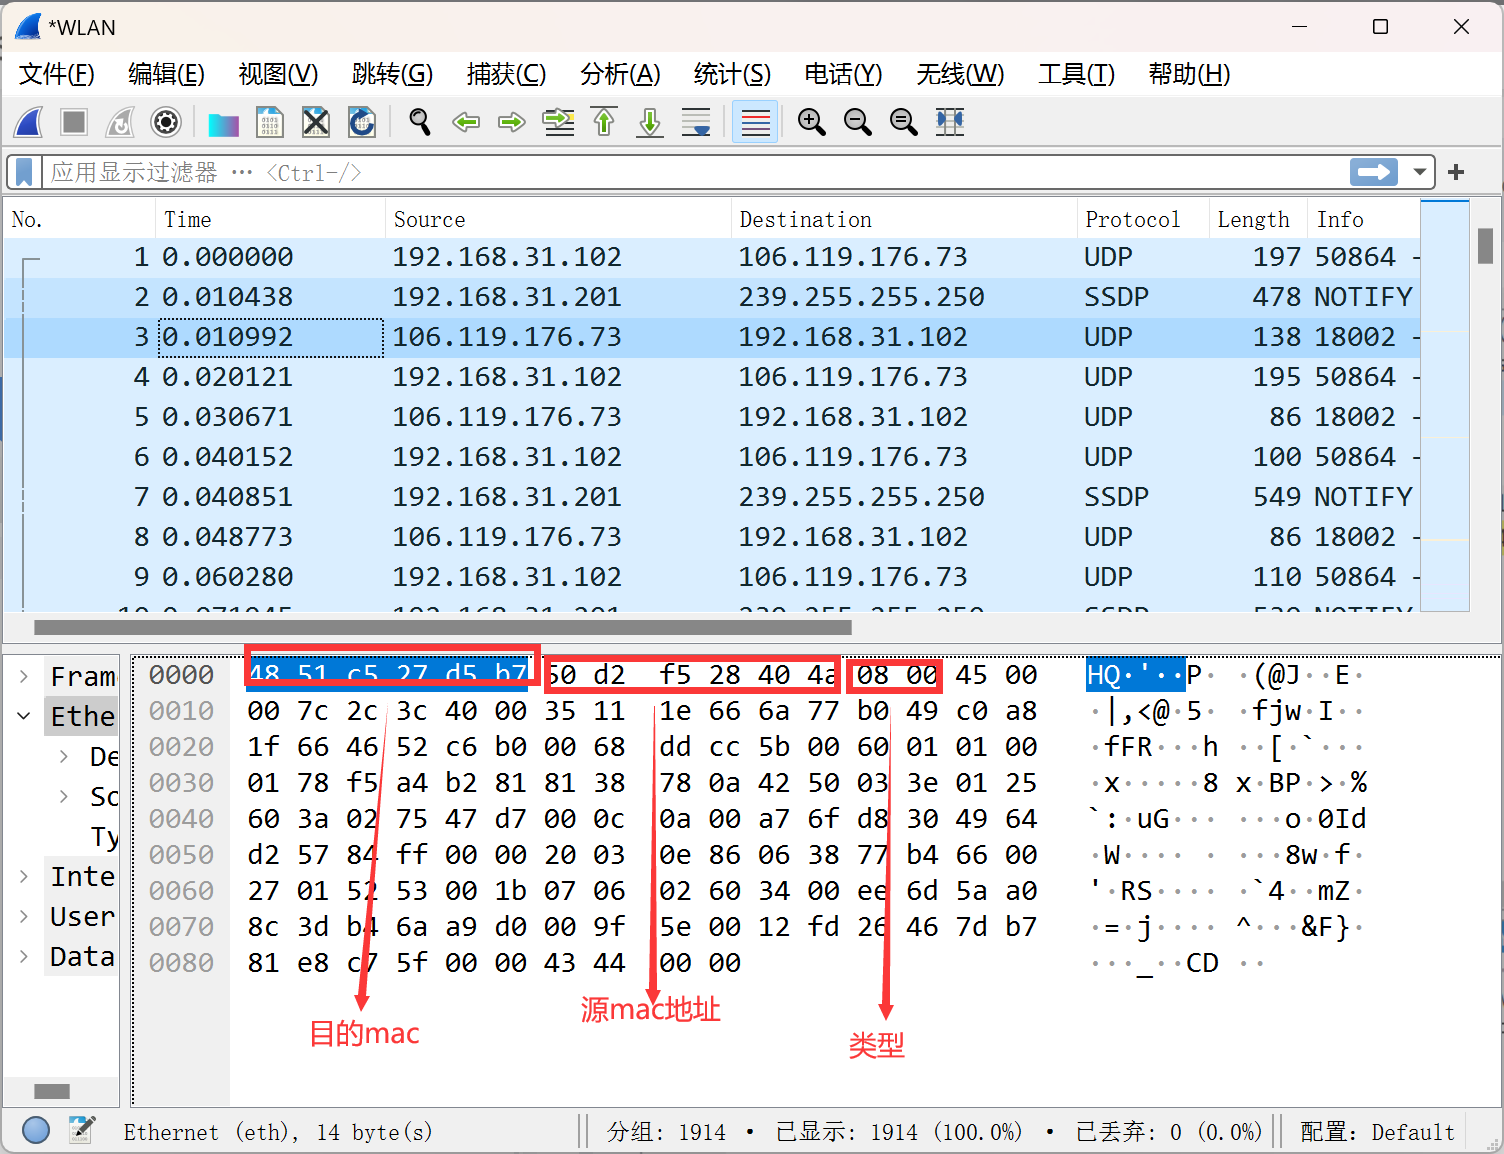 *WLAN
文件(F) 编辑(E) 视图(V) 跳转(G) 捕获(C) 分析(A) 统计(S) 电话(Y) 无线(W) 工具(T) 帮助(H)
应用显示过滤器 … <Ctrl-/>
No. Time Source Destination Protocol Length Info
1 0.000000 192.168.31.102 106.119.176.73 UDP 197 50864
2 0.010438 192.168.31.201 239.255.255.250 SSDP 478 NOTIFY
3 0.010992 106.119.176.73 192.168.31.102 UDP 138 18002
4 0.020121 192.168.31.102 106.119.176.73 UDP 195 50864
5 0.030671 106.119.176.73 192.168.31.102 UDP 86 18002
6 0.040152 192.168.31.102 106.119.176.73 UDP 100 50864
7 0.040851 192.168.31.201 239.255.255.250 SSDP 549 NOTIFY
8 0.048773 106.119.176.73 192.168.31.102 UDP 86 18002
9 0.060280 192.168.31.102 106.119.176.73 UDP 110 50864
Fram
Ethe
De
So
Ty
Inte
User
Data
0000 48 51 c5 27 d5 b7 50 d2 f5 28 40 4a 08 00 45 00 HQ·'··P· ·(@J··E·
0010 00 7c 2c 3c 40 00 35 11 1e 66 6a 77 b0 49 c0 a8 ·|,<@·5· ·fjw·I··
0020 1f 66 46 52 c6 b0 00 68 dd cc 5b 00 60 01 01 00 ·fFR···h ··[·`···
0030 01 78 f5 a4 b2 81 81 38 78 0a 42 50 03 3e 01 25 ·x·····8 x·BP·>·%
0040 60 3a 02 75 47 d7 00 0c 0a 00 a6 6f d8 30 49 64 `:·uG··· ···o·0Id
0050 d2 57 84 ff 00 00 20 03 0e 86 06 38 77 b4 66 00 ·W···· · ···8w·f·
0060 27 01 52 53 00 1b 07 06 02 60 34 00 ee 6d 5a a0 '·RS···· ·`4··mZ·
0070 8c 3d b4 6a a9 d0 00 9f 5e 00 12 fd 26 46 7d b7 ·=·j···· ^···&F}·
0080 81 e8 c7 5f 00 00 43 44 00 00 ···_··CD ··
目的mac
源mac地址
类型
Ethernet (eth), 14 byte(s) 分组: 1914 · 已显示: 1914 (100.0%) · 已丢弃: 0 (0.0%) 配置: Default